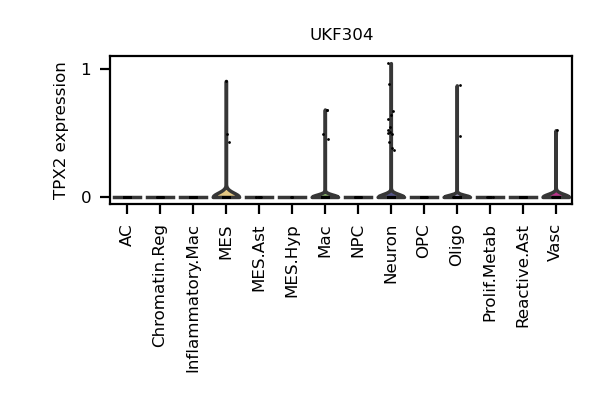 UKF304
TPX2 expression
1
0
AC
Chromatin.Reg
Inflammatory.Mac
MES
MES.Ast
MES.Hyp
Mac
NPC
Neuron
OPC
Oligo
Prolif.Metab
Reactive.Ast
Vasc